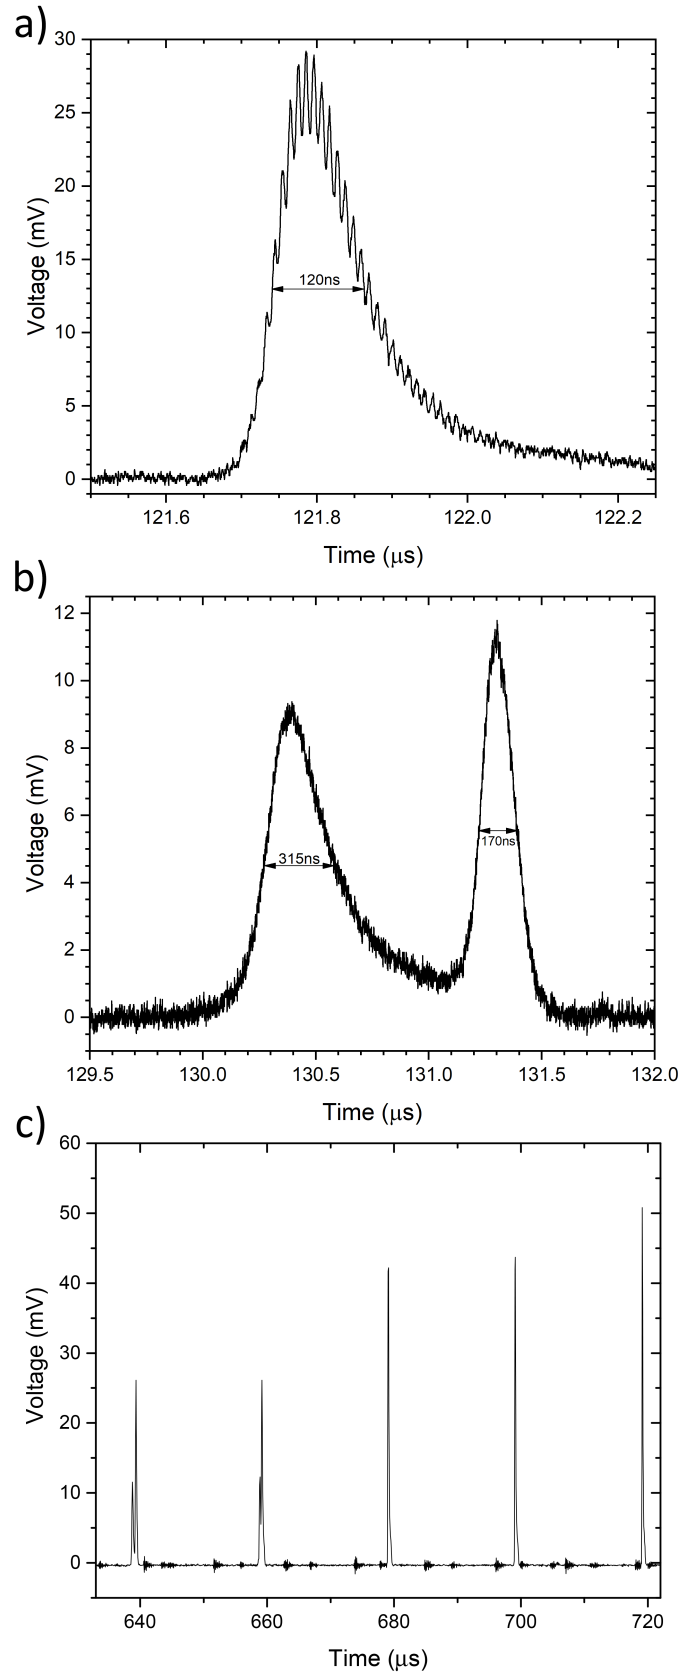 a)
30
25
20
15
10
5
0
Voltage (mV)
120ns
121.6 121.8 122.0 122.2
Time (μs)
b)
12
10
8
6
4
2
0
Voltage (mV)
315ns
170ns
129.5 130.0 130.5 131.0 131.5 132.0
Time (μs)
c)
60
50
40
30
20
10
0
Voltage (mV)
640 660 680 700 720
Time (μs)